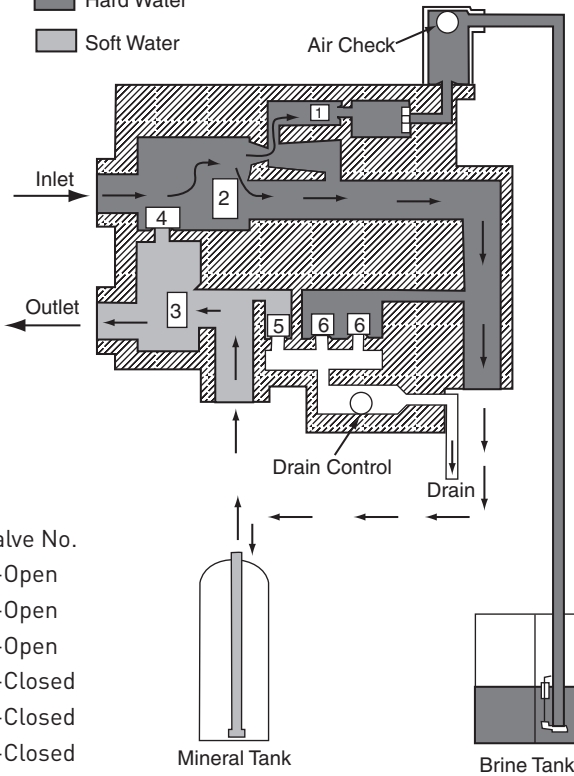 Hard Water
Soft Water
Air Check
1
Inlet
2
4
Outlet
3
5
6
6
Drain Control
Drain
alve No.
-Open
-Open
-Open
-Closed
-Closed
-Closed
Mineral Tank
Brine Tank